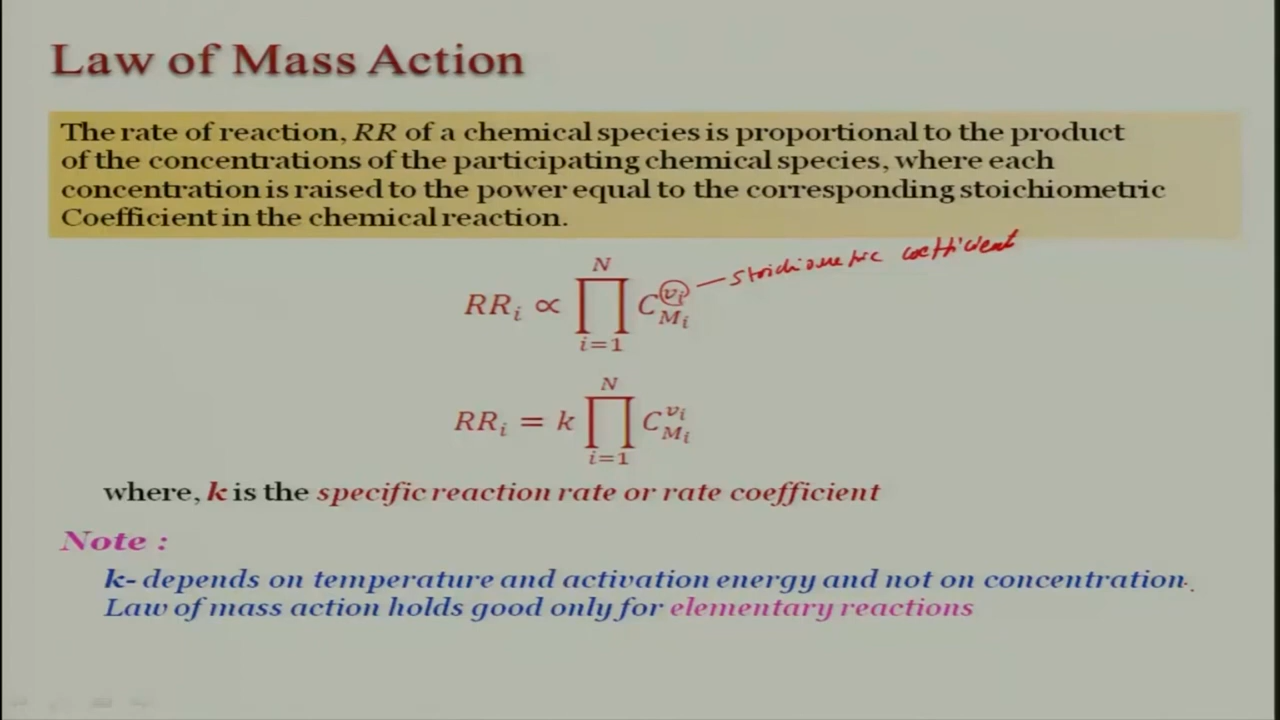 Law of Mass Action
The rate of reaction, RR of a chemical species is proportional to the product
of the concentrations of the participating chemical species, where each
concentration is raised to the power equal to the corresponding stoichiometric
Coefficient in the chemical reaction.
RRᵢ ∝ ∏ᵢ₌₁ᴺ C_{Mᵢ}^{νᵢ} — stoichiometric coefficient
RRᵢ = k ∏ᵢ₌₁ᴺ C_{Mᵢ}^{νᵢ}
where, k is the specific reaction rate or rate coefficient
Note :
k- depends on temperature and activation energy and not on concentration.
Law of mass action holds good only for elementary reactions